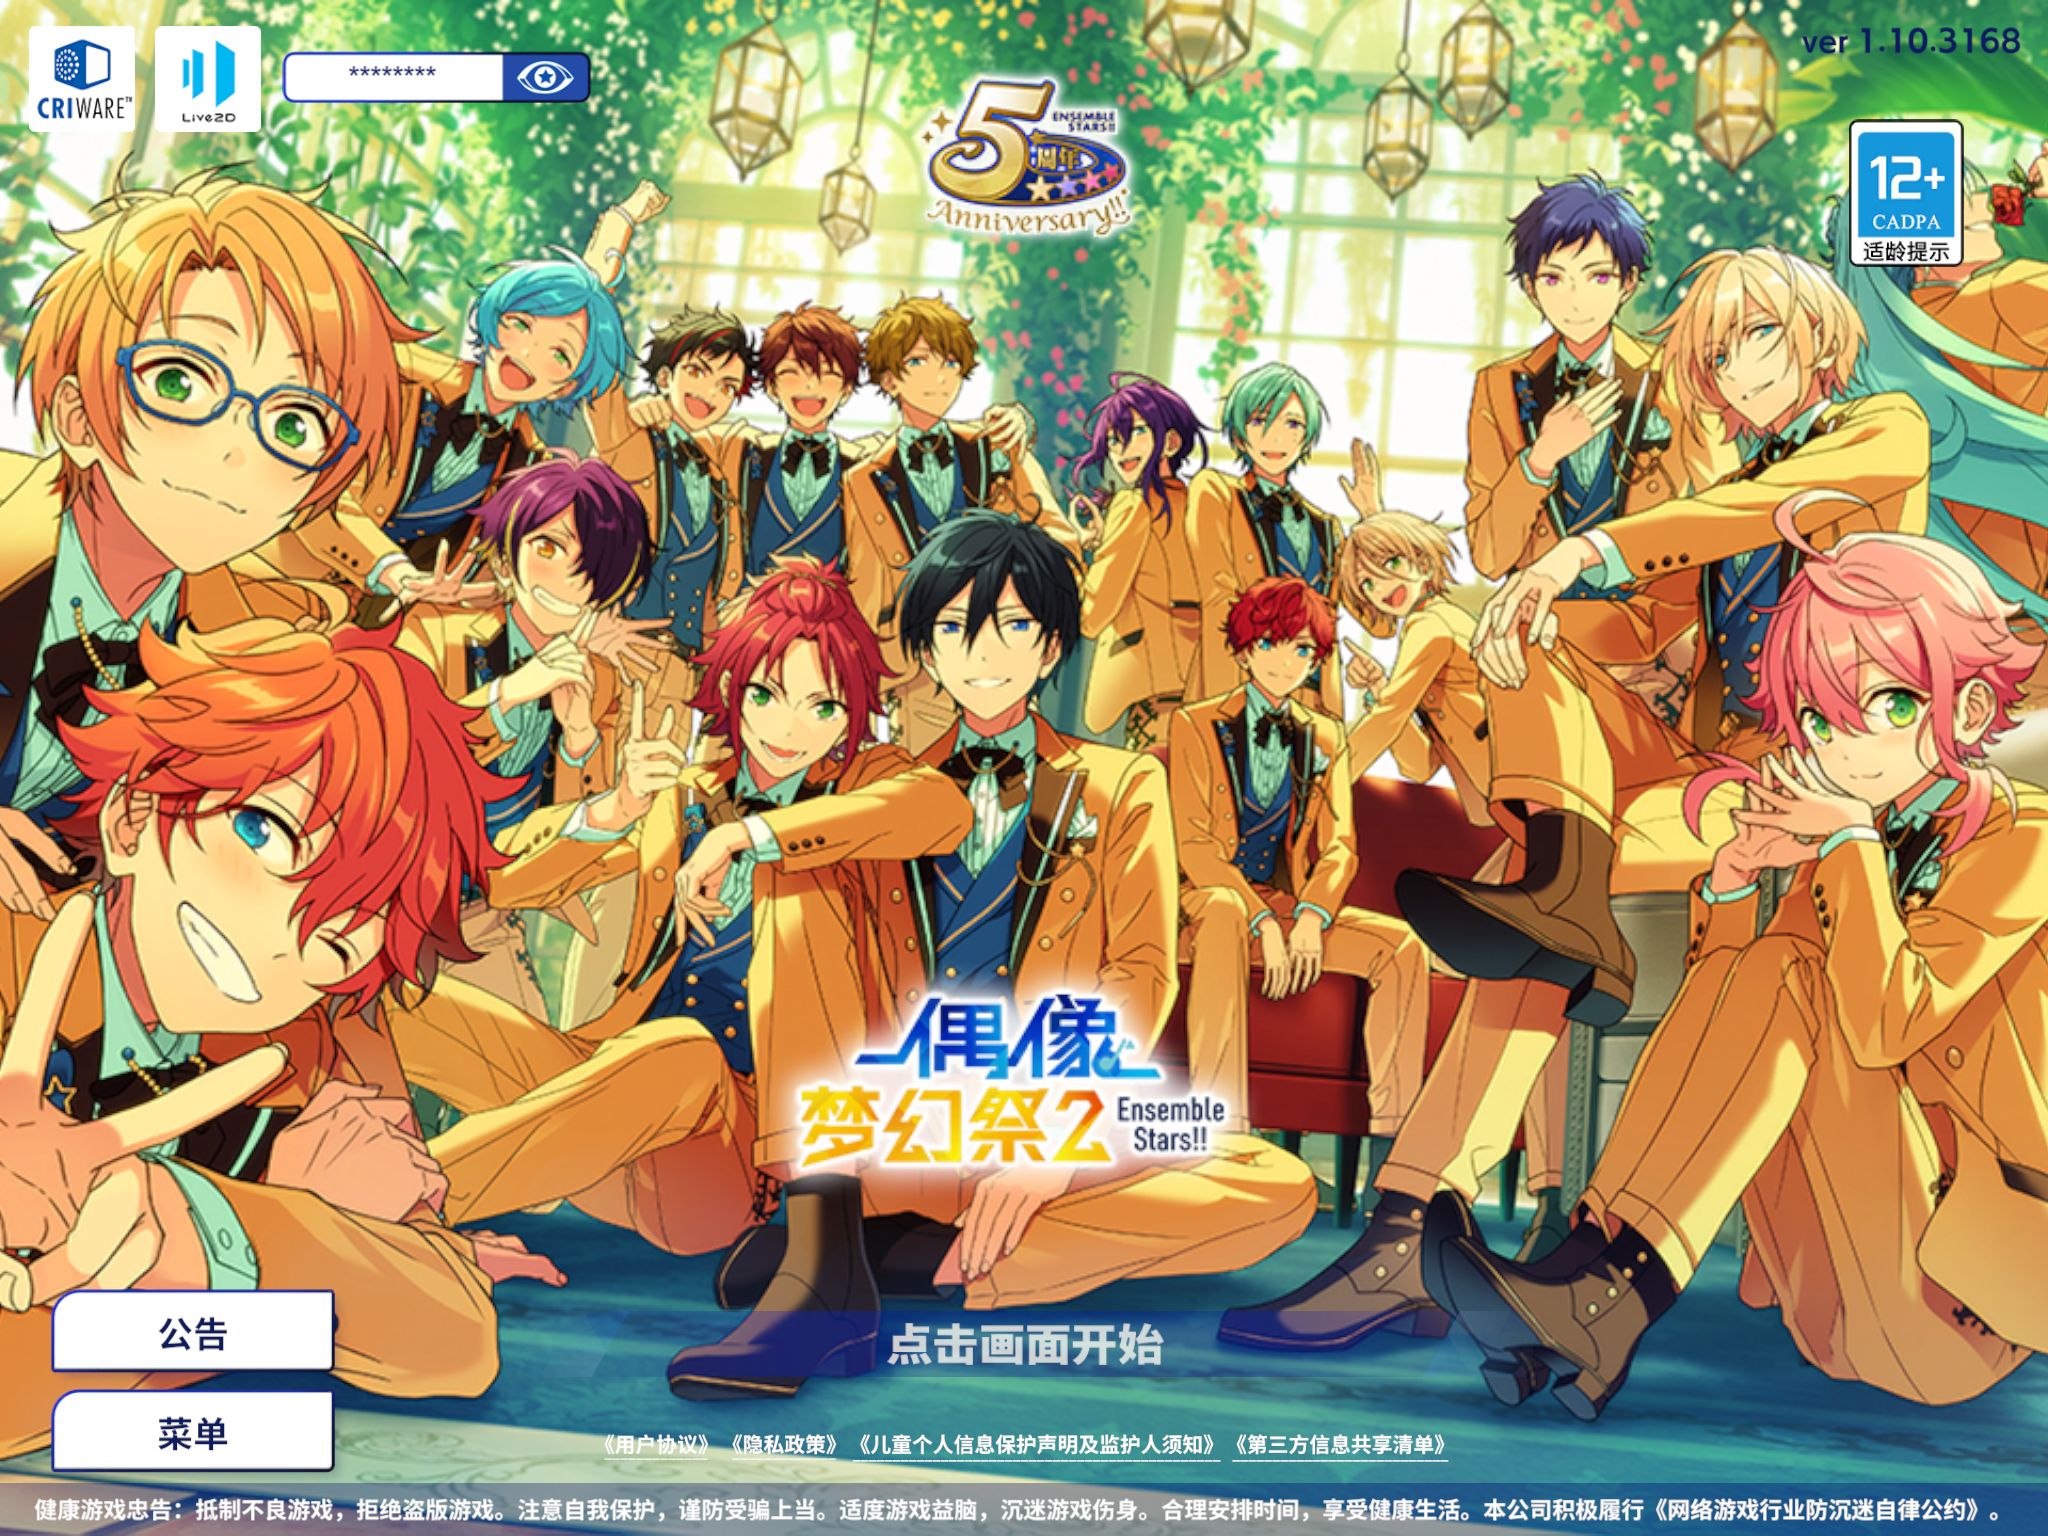 CRIWARE™
Live2D
********
ver 1.10.3168
5周年
ENSEMBLE
STARS!!
Anniversary!!
12+
CADPA
适龄提示
偶像
梦幻祭2
Ensemble
Stars!!
公告
点击画面开始
菜单
《用户协议》 《隐私政策》 《儿童个人信息保护声明及监护人须知》 《第三方信息共享清单》
健康游戏忠告：抵制不良游戏，拒绝盗版游戏。注意自我保护，谨防受骗上当。适度游戏益脑，沉迷游戏伤身。合理安排时间，享受健康生活。本公司积极履行《网络游戏行业防沉迷自律公约》。